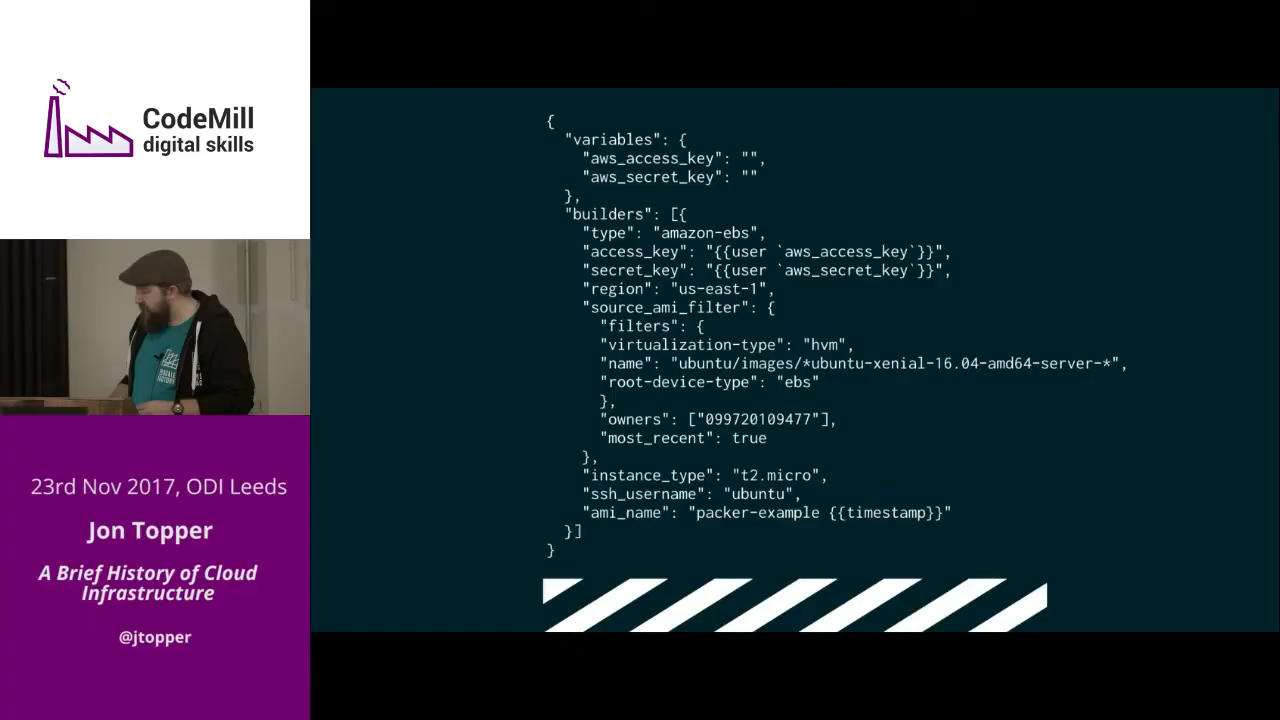 CodeMill
digital skills
23rd Nov 2017, ODI Leeds
Jon Topper
A Brief History of Cloud
Infrastructure
@jtopper
{
  "variables": {
    "aws_access_key": "",
    "aws_secret_key": ""
  },
  "builders": [{
    "type": "amazon-ebs",
    "access_key": "{{user `aws_access_key`}}",
    "secret_key": "{{user `aws_secret_key`}}",
    "region": "us-east-1",
    "source_ami_filter": {
      "filters": {
      "virtualization-type": "hvm",
      "name": "ubuntu/images/*ubuntu-xenial-16.04-amd64-server-*",
      "root-device-type": "ebs"
      },
      "owners": ["099720109477"],
      "most_recent": true
    },
    "instance_type": "t2.micro",
    "ssh_username": "ubuntu",
    "ami_name": "packer-example {{timestamp}}"
  }]
}